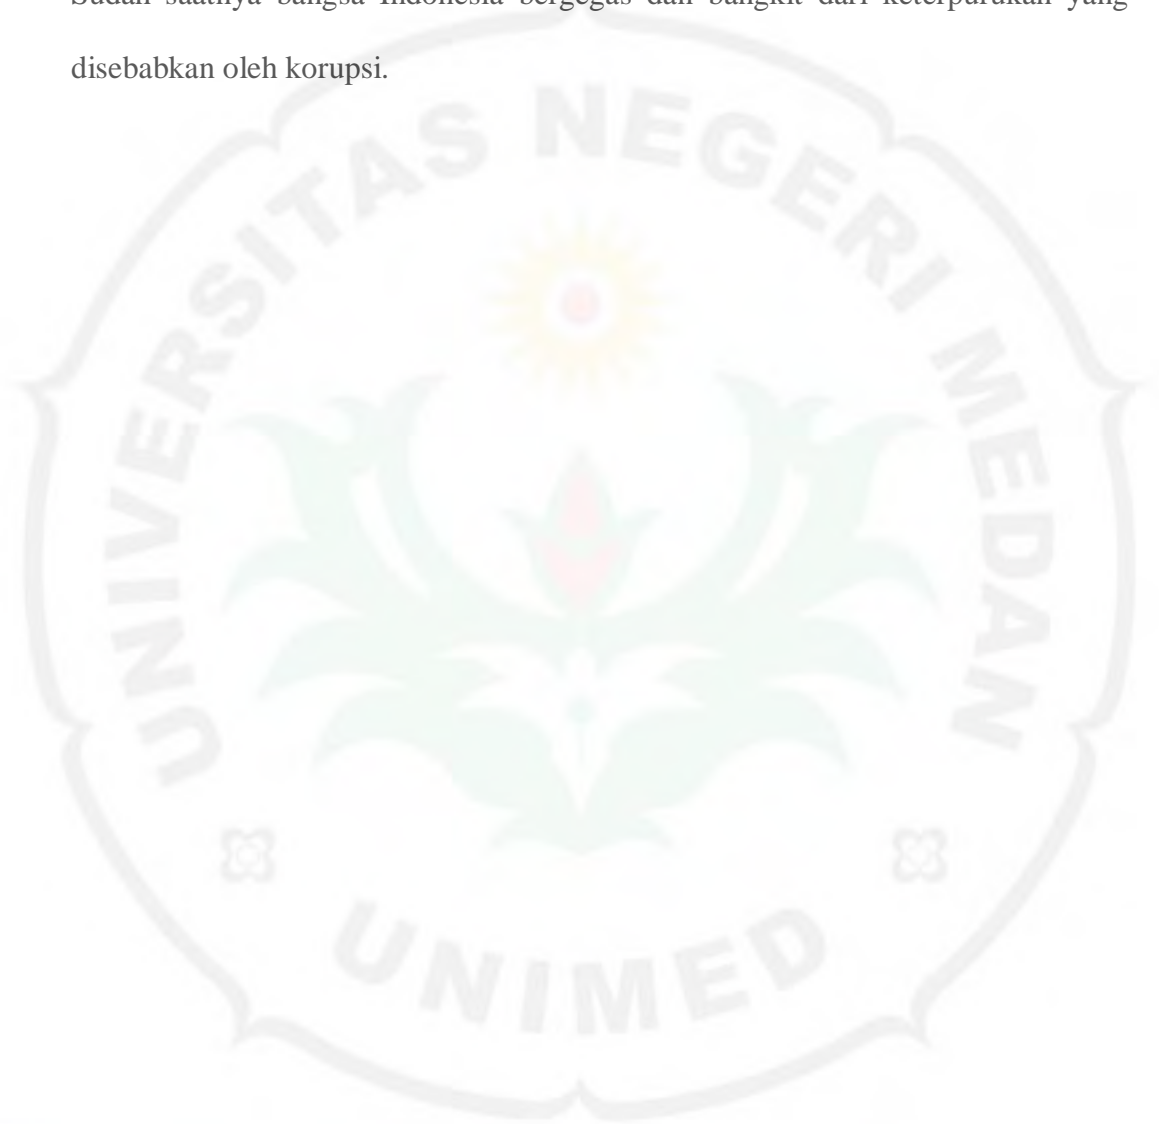 Sudah saatnya bangsa Indonesia bergegas dan bangkit dari keterpurukan yang
disebabkan oleh korupsi.
UNIVERSITAS NEGERI MEDAN
UNIMED